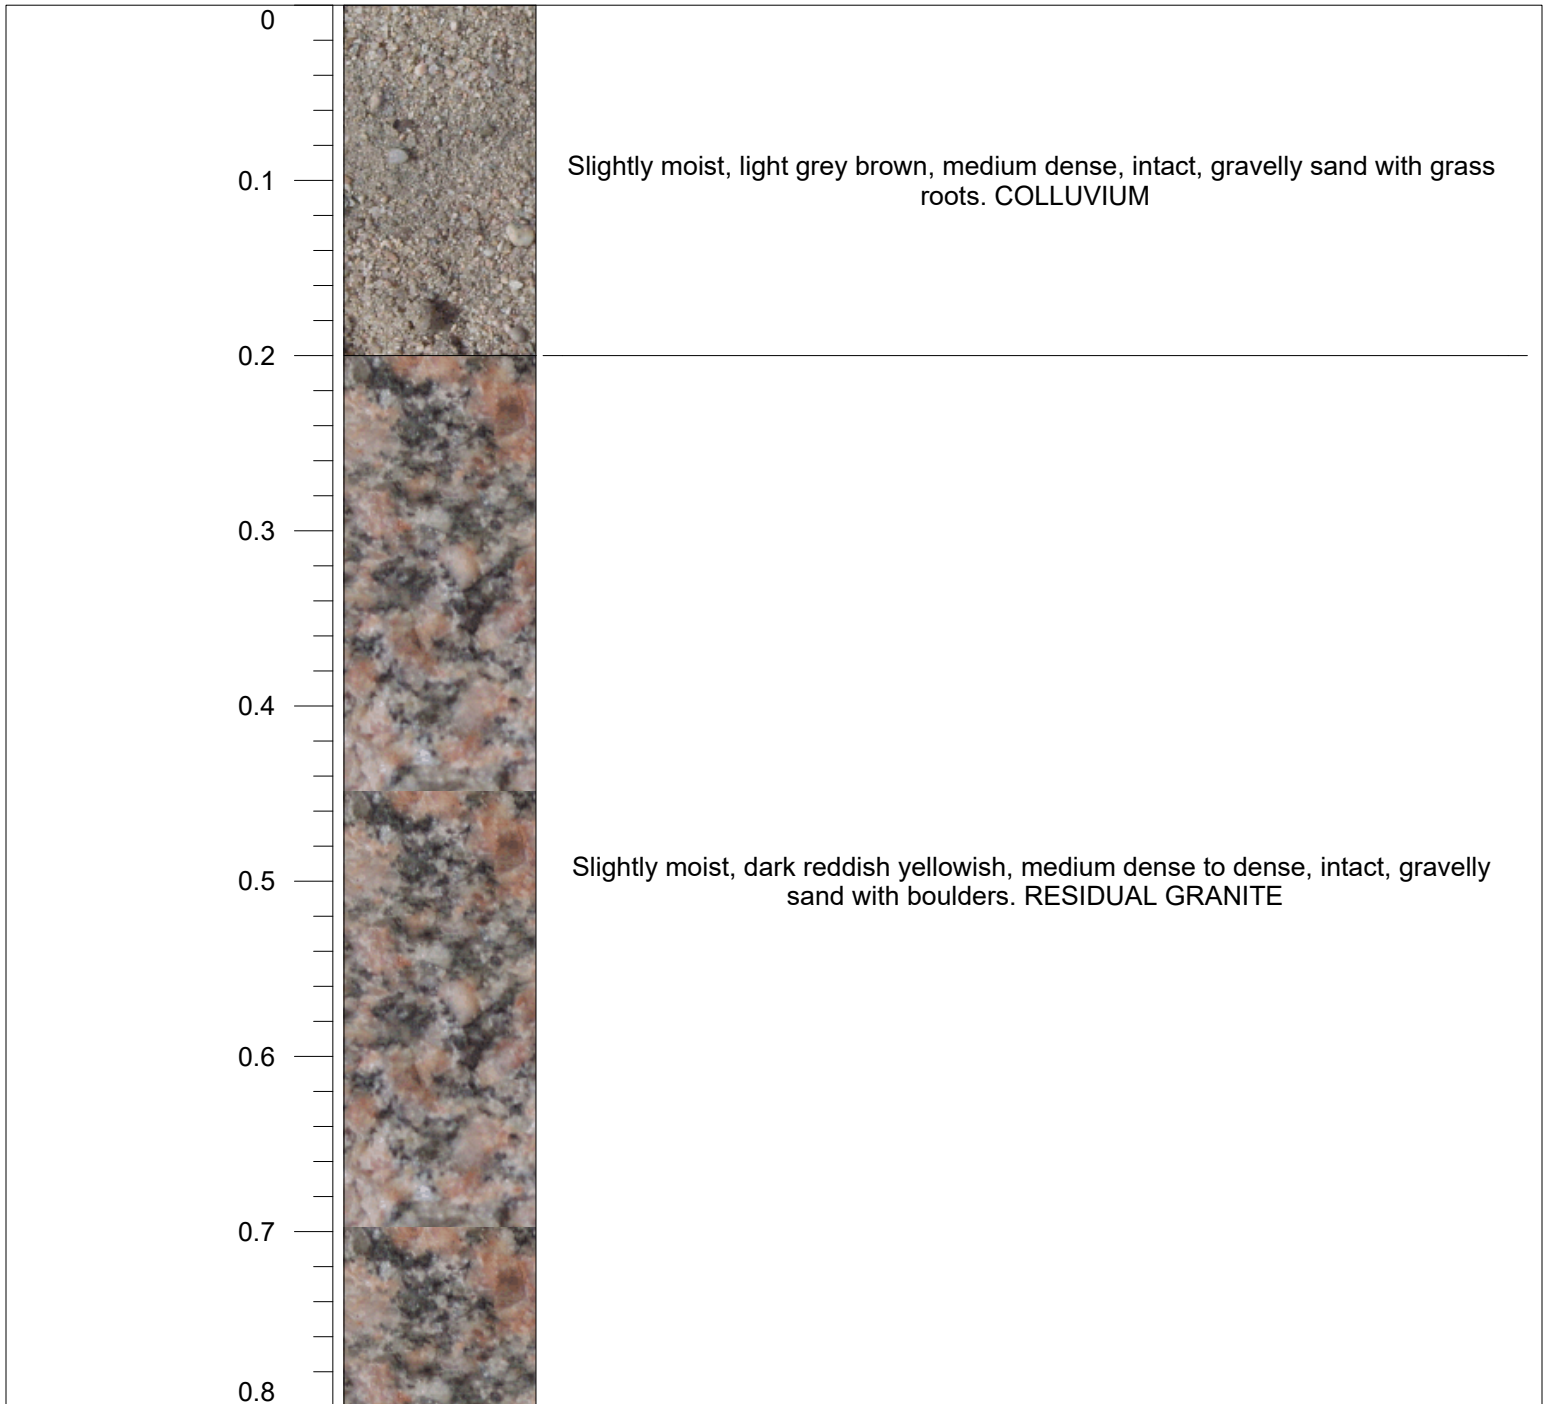 0
0.1
Slightly moist, light grey brown, medium dense, intact, gravelly sand with grass
roots. COLLUVIUM
0.2
0.3
0.4
0.5
Slightly moist, dark reddish yellowish, medium dense to dense, intact, gravelly
sand with boulders. RESIDUAL GRANITE
0.6
0.7
0.8